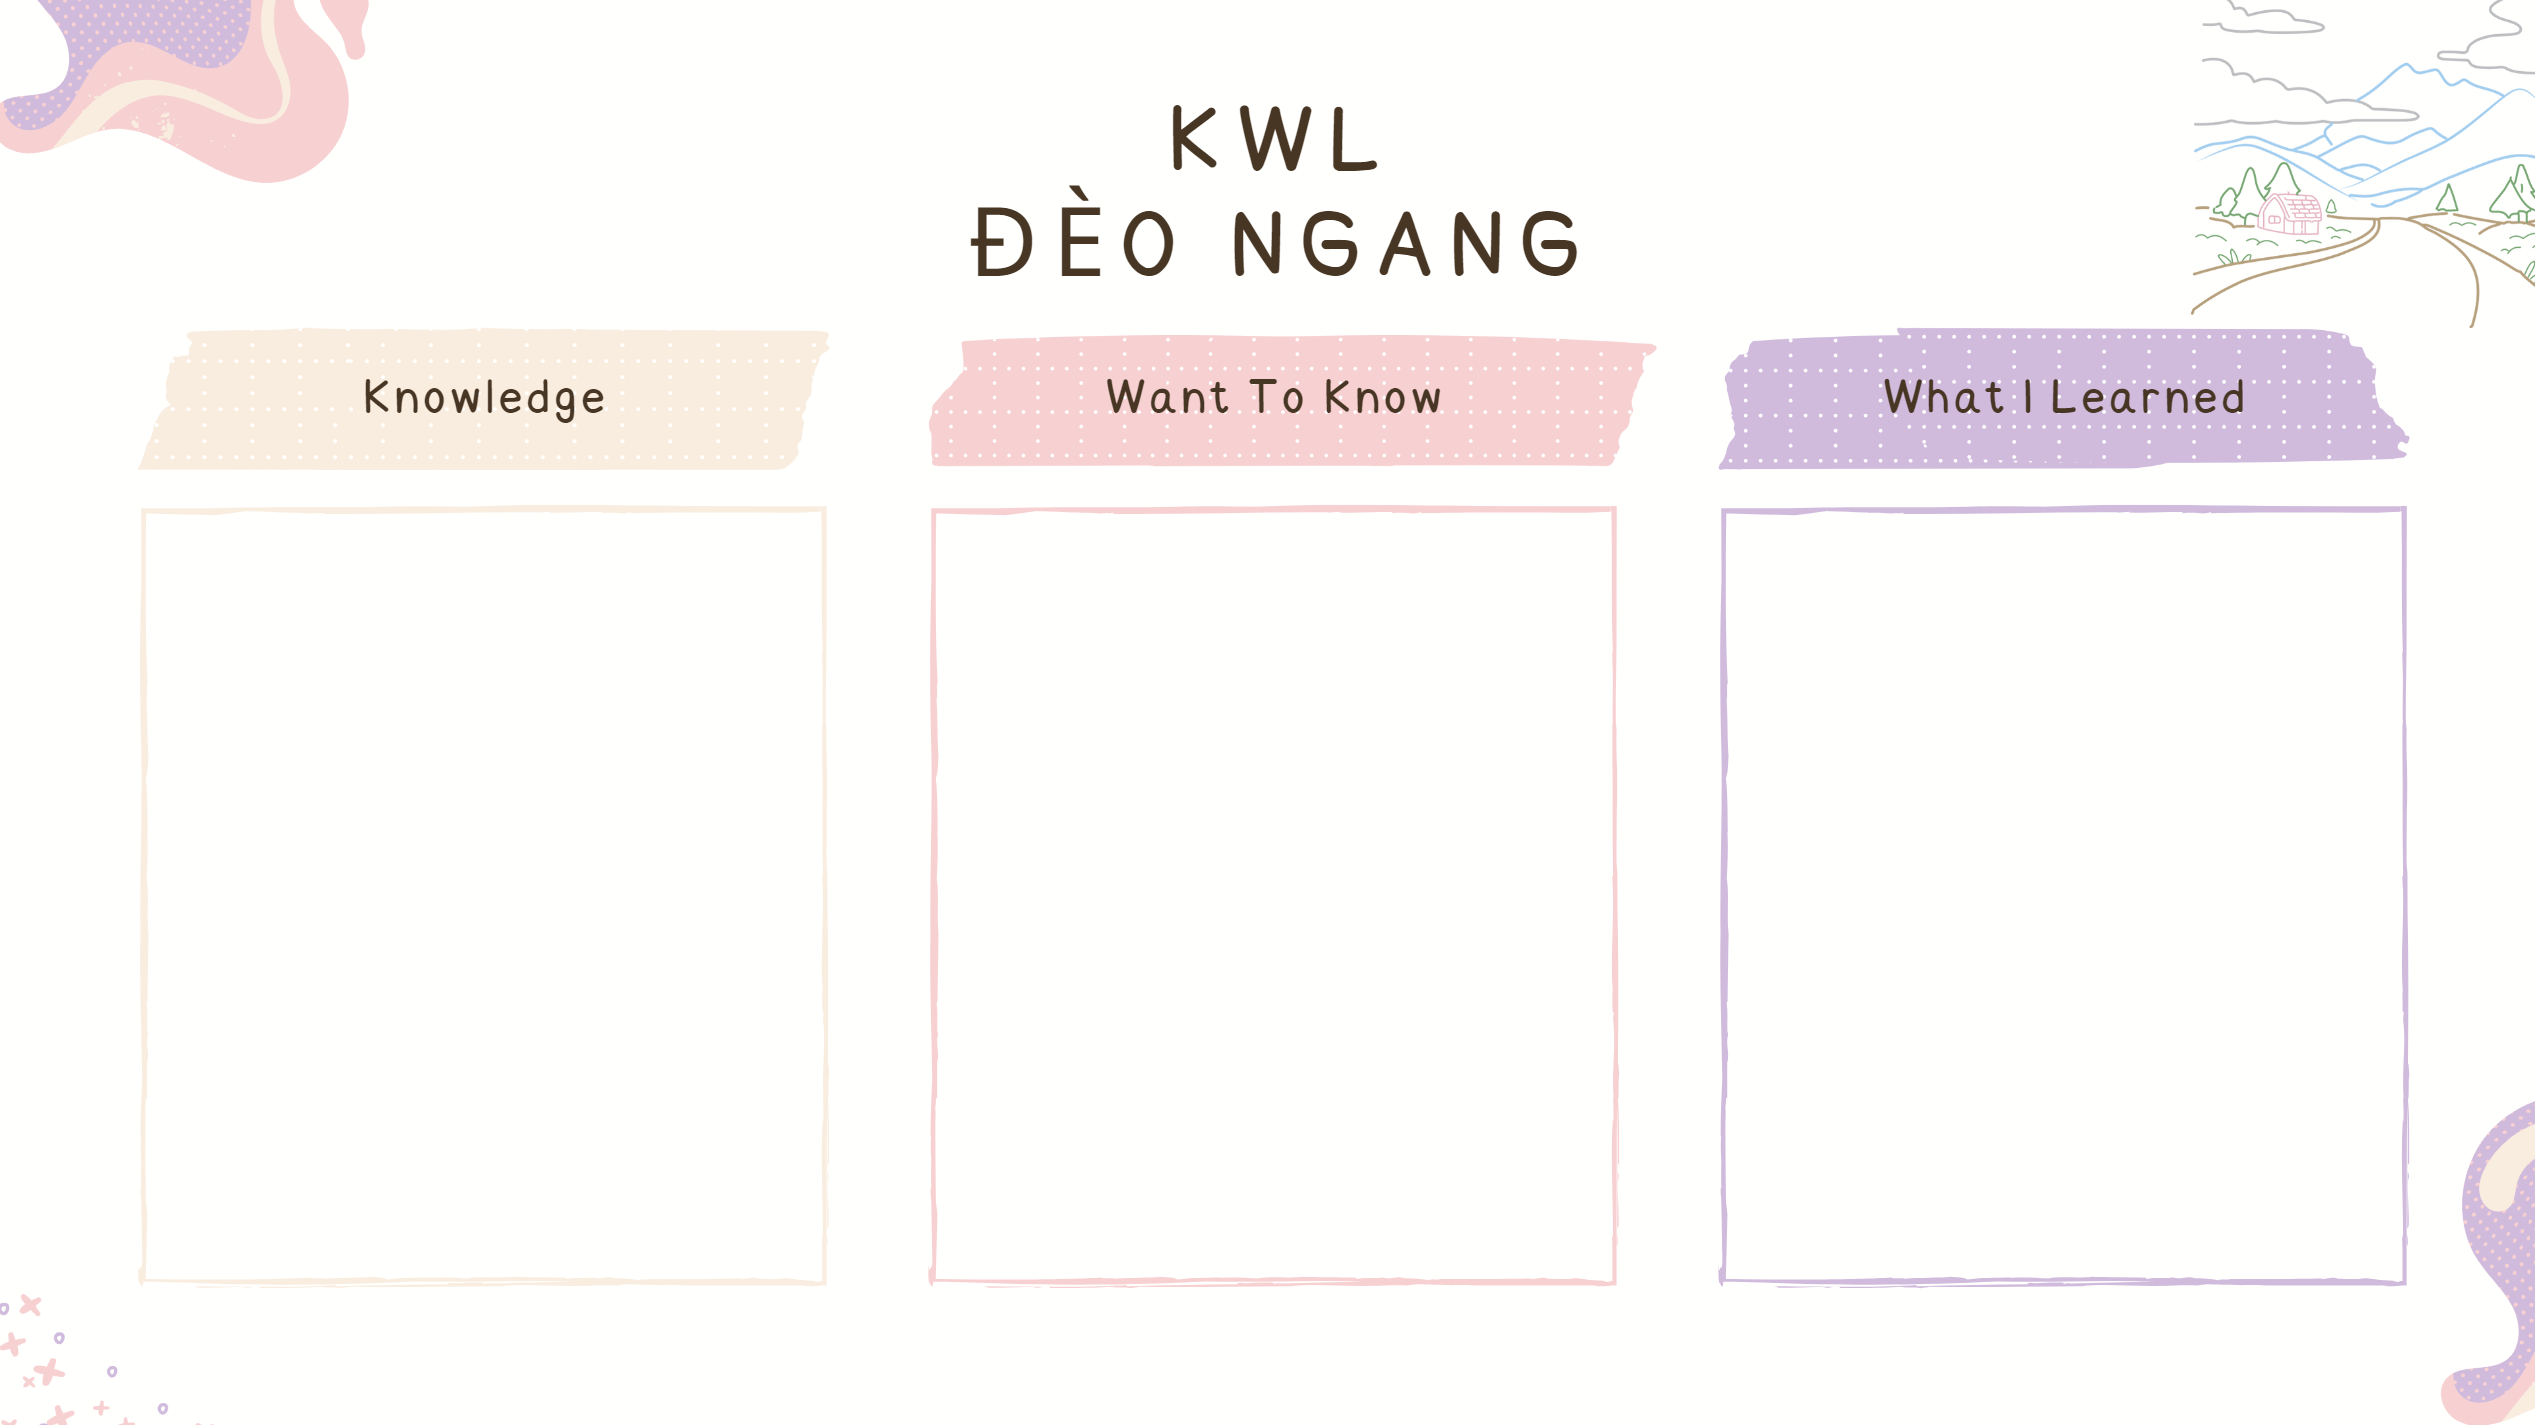 KWL
ĐÈO NGANG
Knowledge
Want To Know
What I Learned